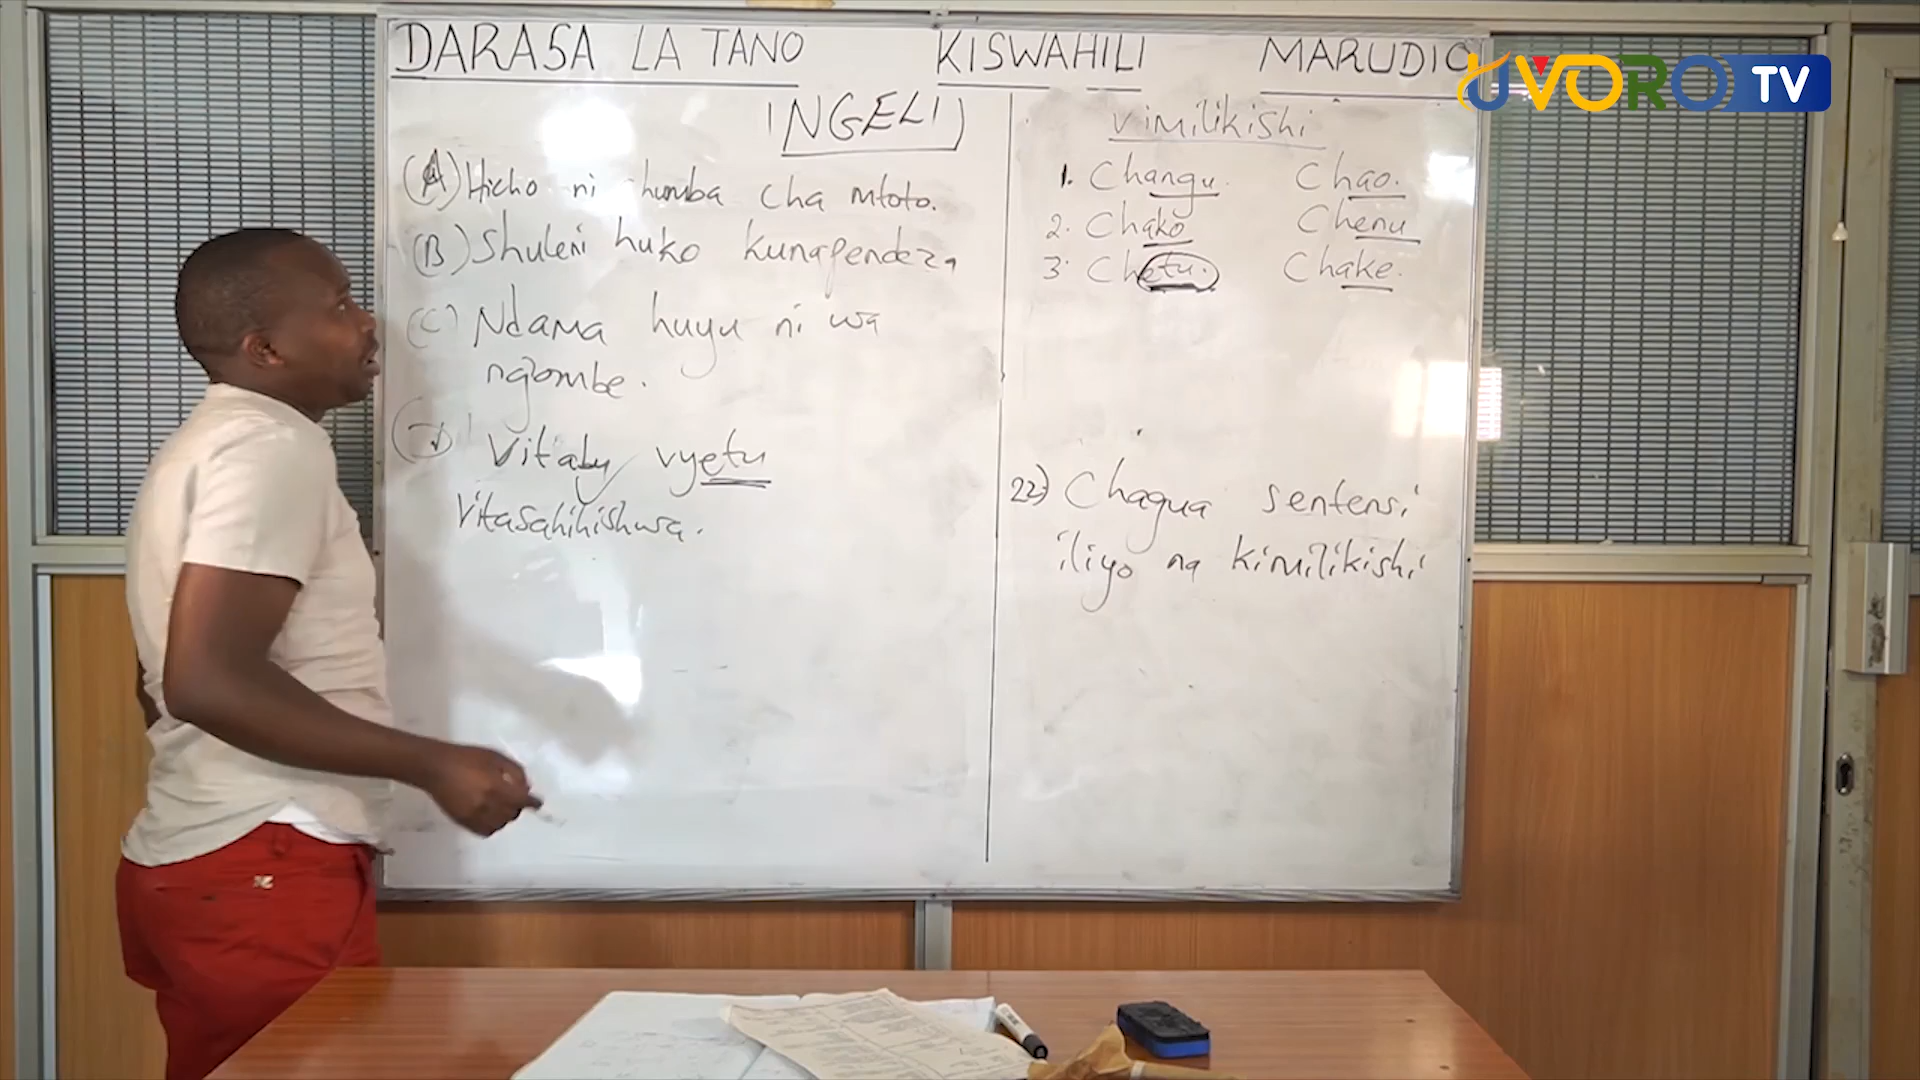 DARASA LA TANO KISWAHILI MARUDIO
UVORO TV
NGELI
(A) Hicho ni chumba cha mtoto.
(B) Shuleni huko kunapendeza
(C) Ndama huyu ni wa
ng'ombe.
(D) Vitabu vyetu
Vitasahihishwa.
Vimilikishi
1. Changu. Chao.
2. Chako Chenu
3. Chetu. Chake.
22) Chagua sentensi
iliyo na kimilikishi